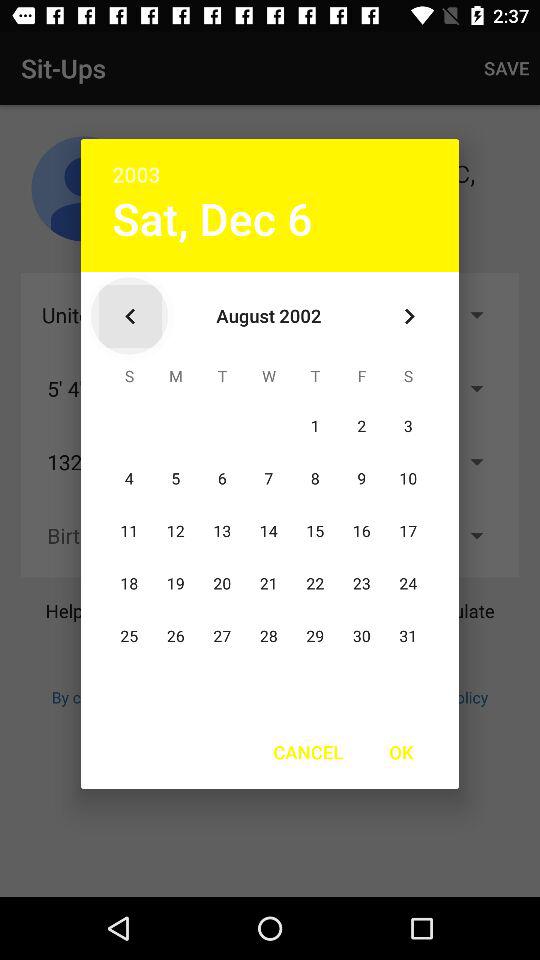 2:37
Sit-Ups SAVE
C,
2003
Sat, Dec 6
August 2002
S M T W T F S
1 2 3
4 5 6 7 8 9 10
11 12 13 14 15 16 17
18 19 20 21 22 23 24
25 26 27 28 29 30 31
Unit
5' 4
132
Birt
Help ulate
By c olicy
CANCEL OK